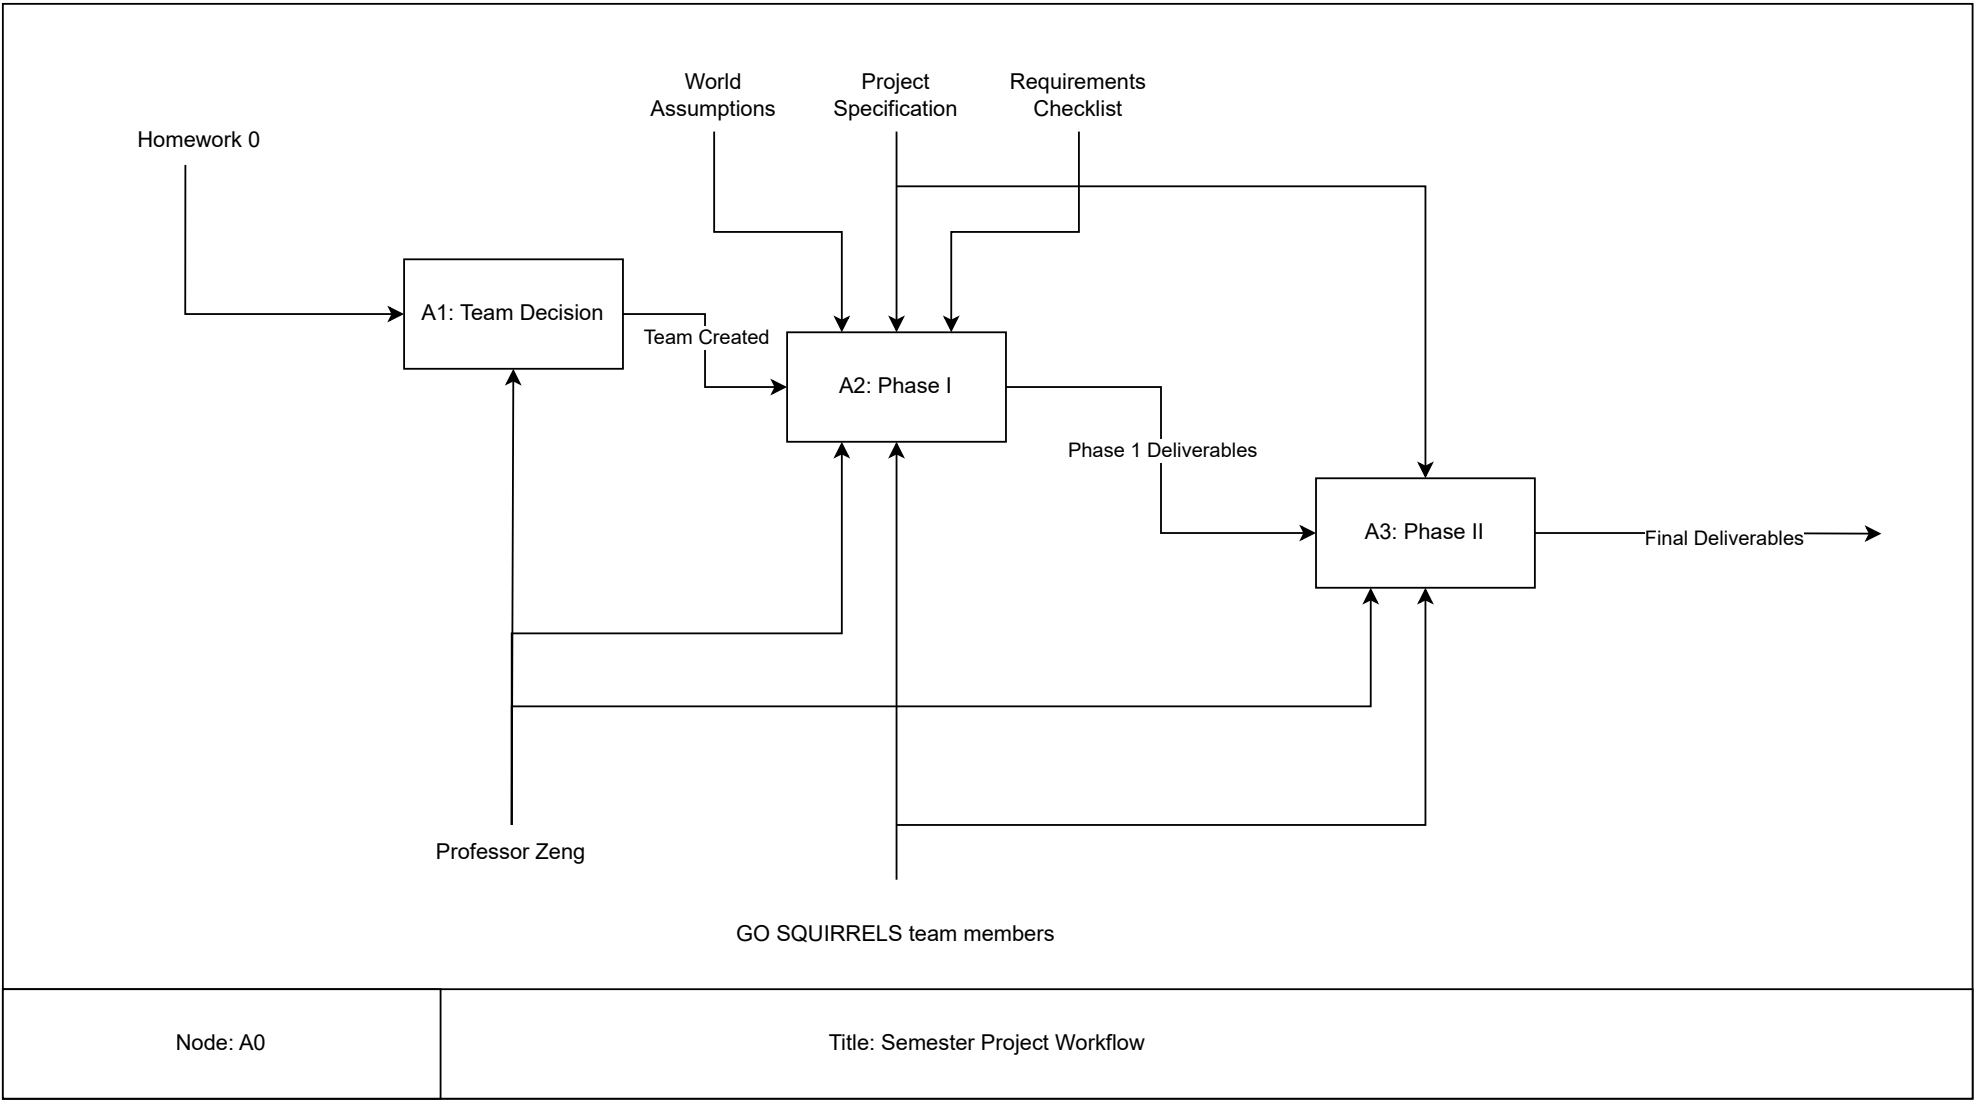 World
Assumptions
Project
Specification
Requirements
Checklist
Homework 0
A1: Team Decision
Team Created
A2: Phase I
Phase 1 Deliverables
A3: Phase II
Final Deliverables
Professor Zeng
GO SQUIRRELS team members
Node: A0
Title: Semester Project Workflow